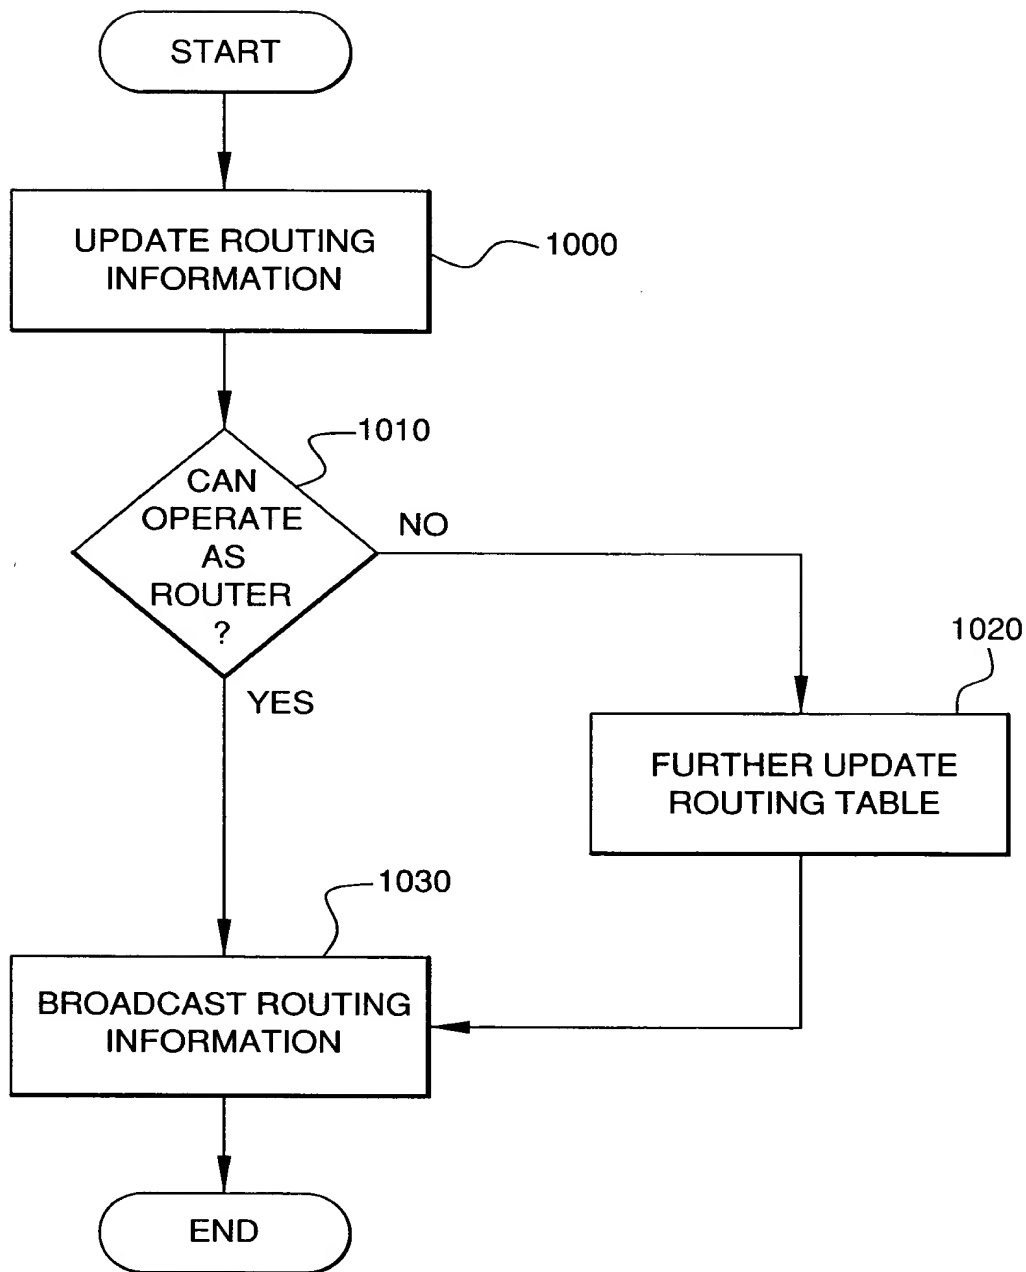 START
UPDATE ROUTING
INFORMATION
1000
1010
CAN
OPERATE
AS
ROUTER
?
NO
YES
1020
FURTHER UPDATE
ROUTING TABLE
1030
BROADCAST ROUTING
INFORMATION
END